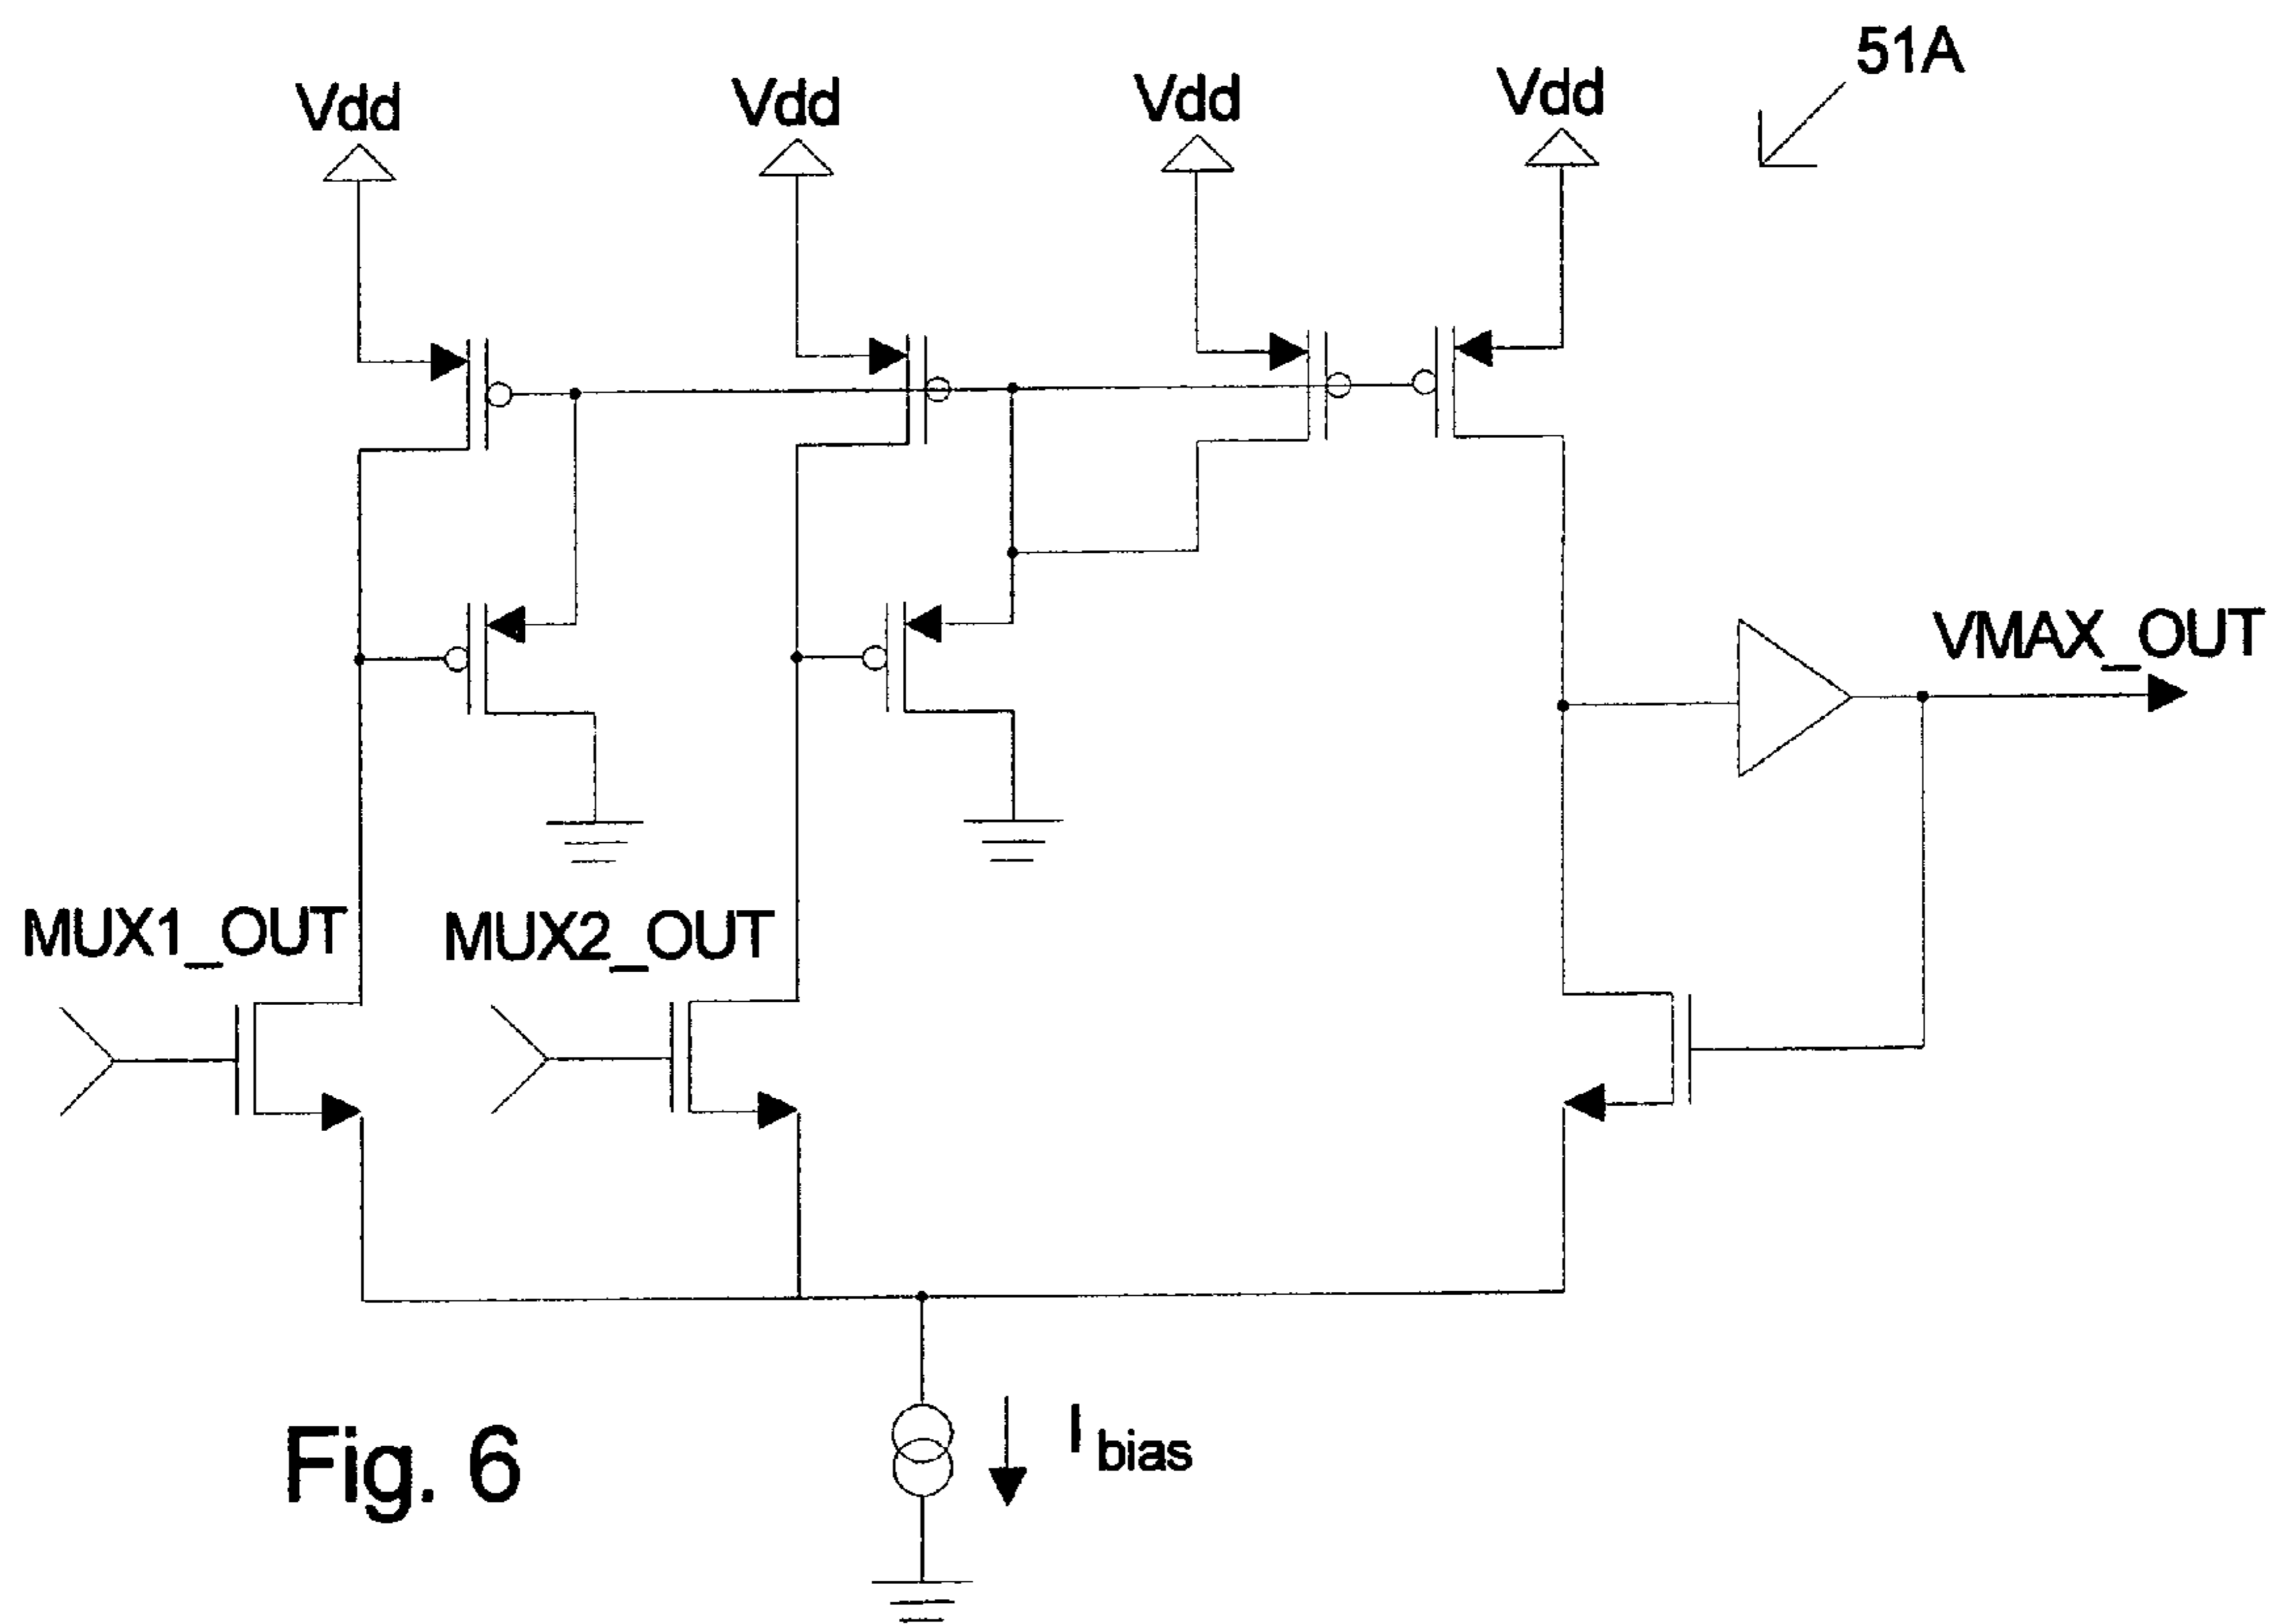 51A
Vdd
Vdd
Vdd
Vdd
VMAX_OUT
MUX1_OUT
MUX2_OUT
I bias
Fig. 6